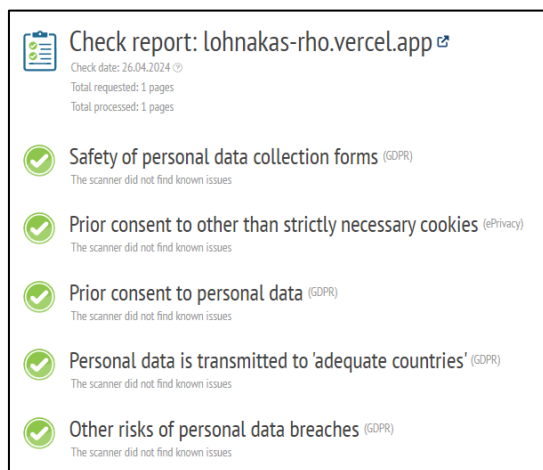 Check report: lohnakas-rho.vercel.app
Check date: 26.04.2024
Total requested: 1 pages
Total processed: 1 pages
Safety of personal data collection forms (GDPR)
The scanner did not find known issues
Prior consent to other than strictly necessary cookies (ePrivacy)
The scanner did not find known issues
Prior consent to personal data (GDPR)
The scanner did not find known issues
Personal data is transmitted to 'adequate countries' (GDPR)
The scanner did not find known issues
Other risks of personal data breaches (GDPR)
The scanner did not find known issues